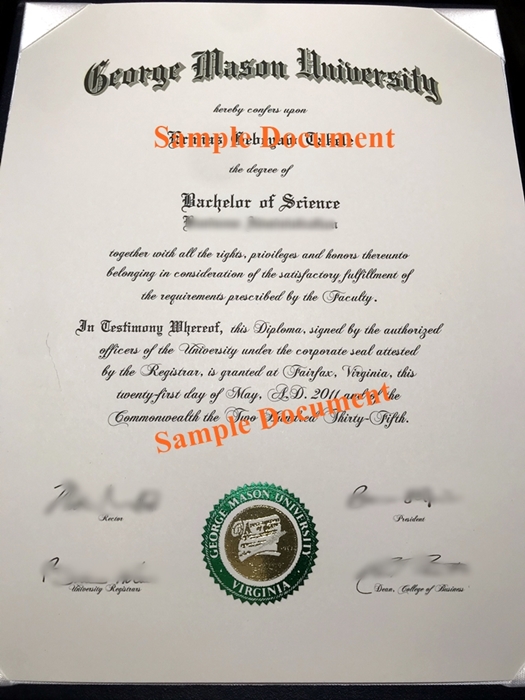 George Mason University
hereby confers upon
Sample Document
the degree of
Bachelor of Science
together with all the rights, privileges and honors thereunto
belonging in consideration of the satisfactory fulfillment of
the requirements prescribed by the Faculty.
In Testimony Whereof, this Diploma, signed by the authorized
officers of the University under the corporate seal attested
by the Registrar, is granted at Fairfax, Virginia, this
twenty-first day of May, A.D. 2011 and of the
Commonwealth the Two Hundred Thirty-Fifth.
Sample Document
Rector
President
GEORGE MASON UNIVERSITY
VIRGINIA
University Registrars
Dean, College of Business